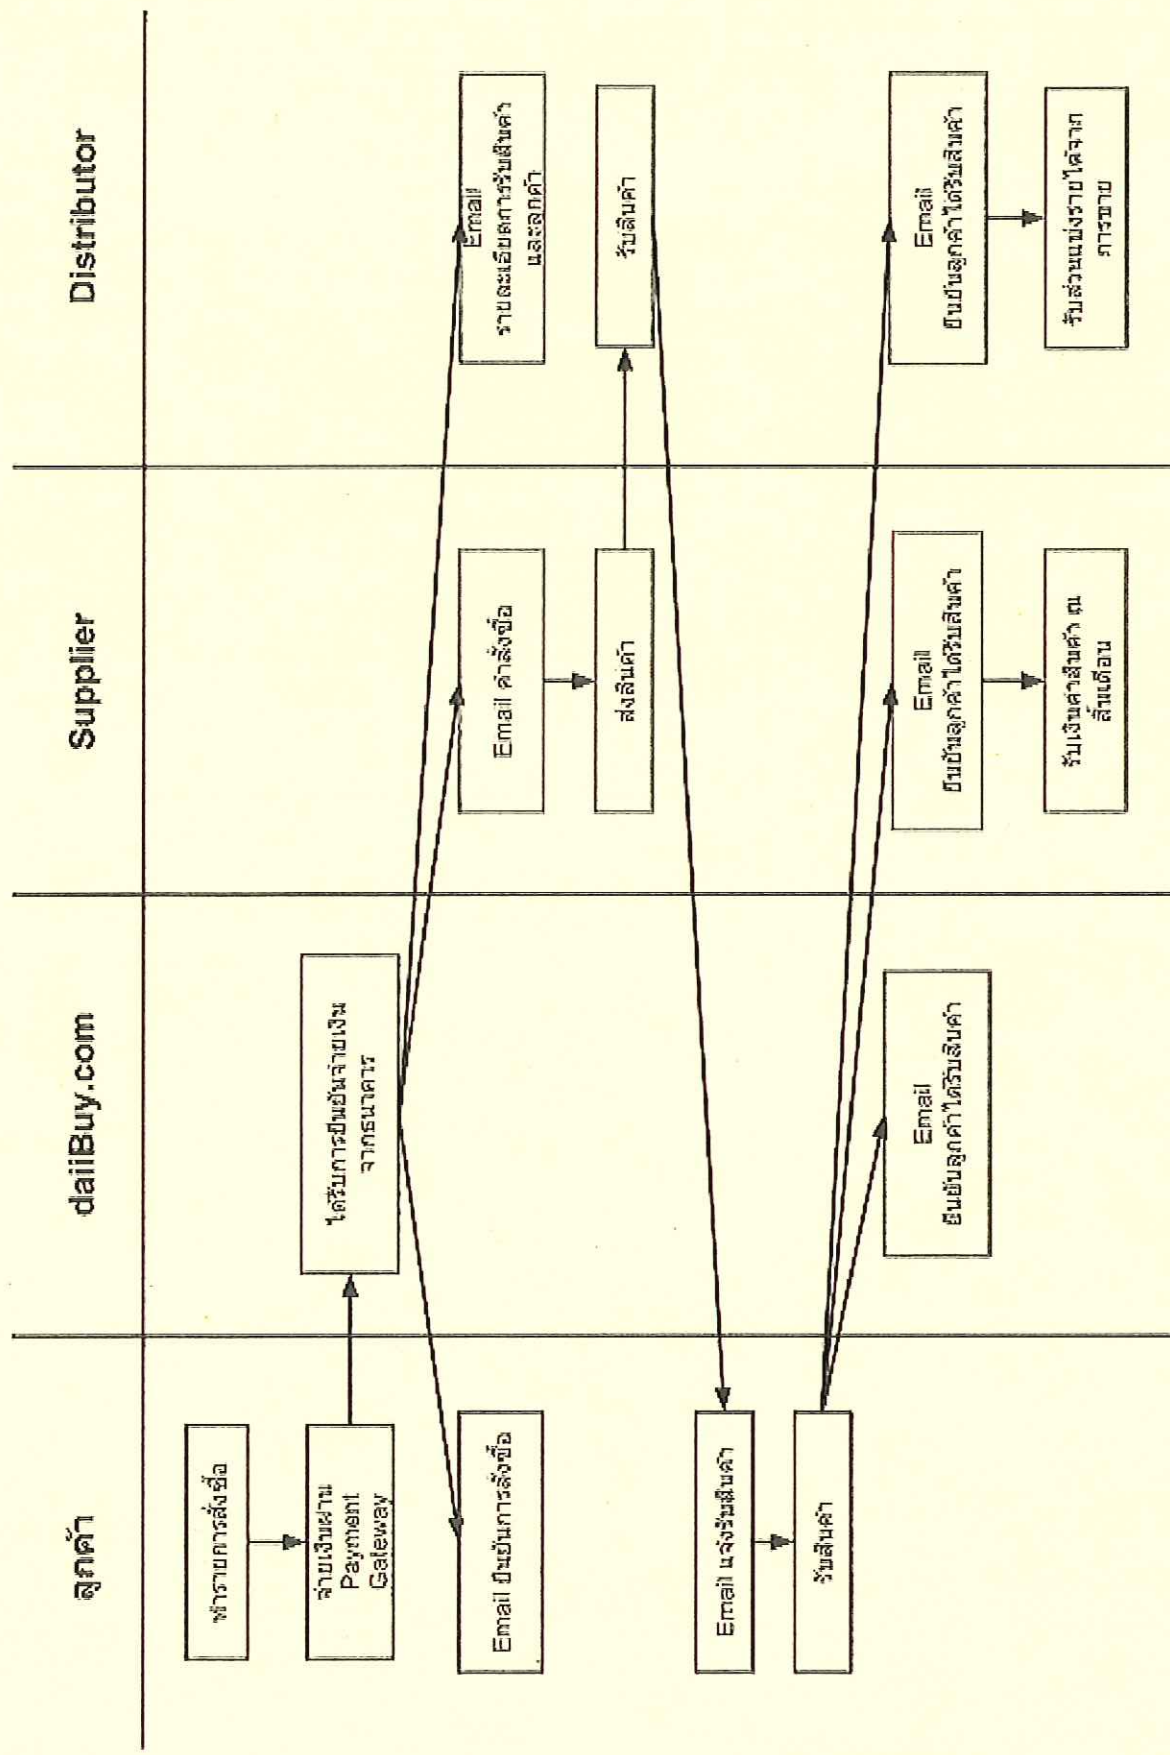 ลูกค้า
daiiBuy.com
Supplier
Distributor
ทำรายการสั่งซื้อ
จ่ายเงินผ่าน
Payment
Gateway
ได้รับการยืนยันจ่ายเงิน
จากธนาคาร
Email ยืนยันการสั่งซื้อ
Email คำสั่งซื้อ
Email
รายละเอียดการรับสินค้า
และลูกค้า
ส่งสินค้า
รับสินค้า
Email แจ้งรับสินค้า
รับสินค้า
Email
ยืนยันลูกค้าได้รับสินค้า
Email
ยืนยันลูกค้าได้รับสินค้า
Email
ยืนยันลูกค้าได้รับสินค้า
รับเงินค่าสินค้า ณ
สิ้นเดือน
รับส่วนแบ่งรายได้จาก
การขาย